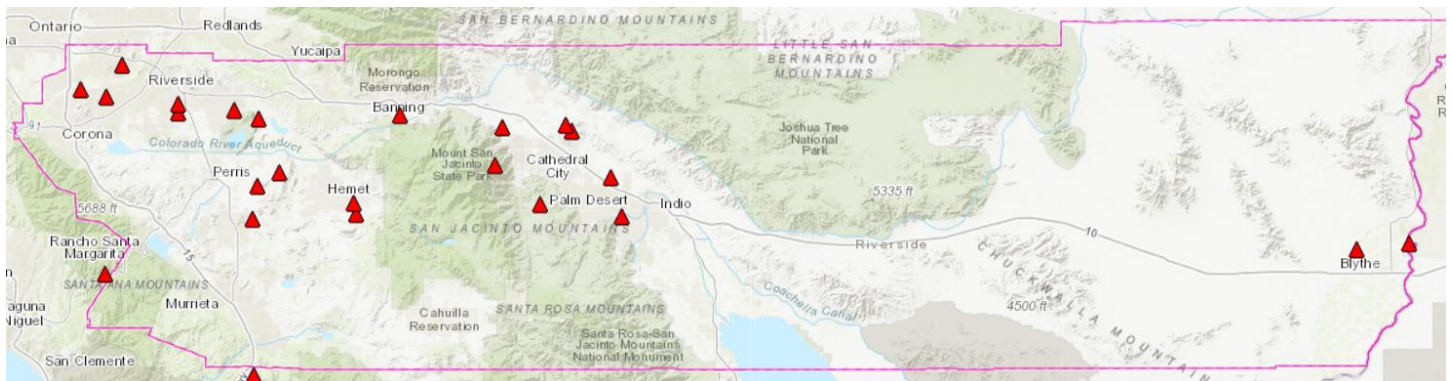 SAN BERNARDINO MOUNTAINS
Ontario
Redlands
Yucaipa
LITTLE SAN
BERNARDINO
MOUNTAINS
Riverside
Morongo
Reservation
Banning
91
Corona
Colorado River Aqueduct
Joshua Tree
National
Park
Mount San
Jacinto
State Park
Cathedral
City
Perris
Hemet
5335 ft
Palm Desert
Indio
5688 ft
SAN JACINTO MOUNTAINS
10
Rancho Santa
Margarita
15
Riverside
Blythe
CHUCKWALLA MOUNTAIN
SANTA ANA MOUNTAINS
Murrieta
Coachella Canal
SANTA ROSA MOUNTAINS
4500 ft
aguna
Niguel
Cahuilla
Reservation
Santa Rosa-San
Jacinto Mountains
National Monument
San Clemente